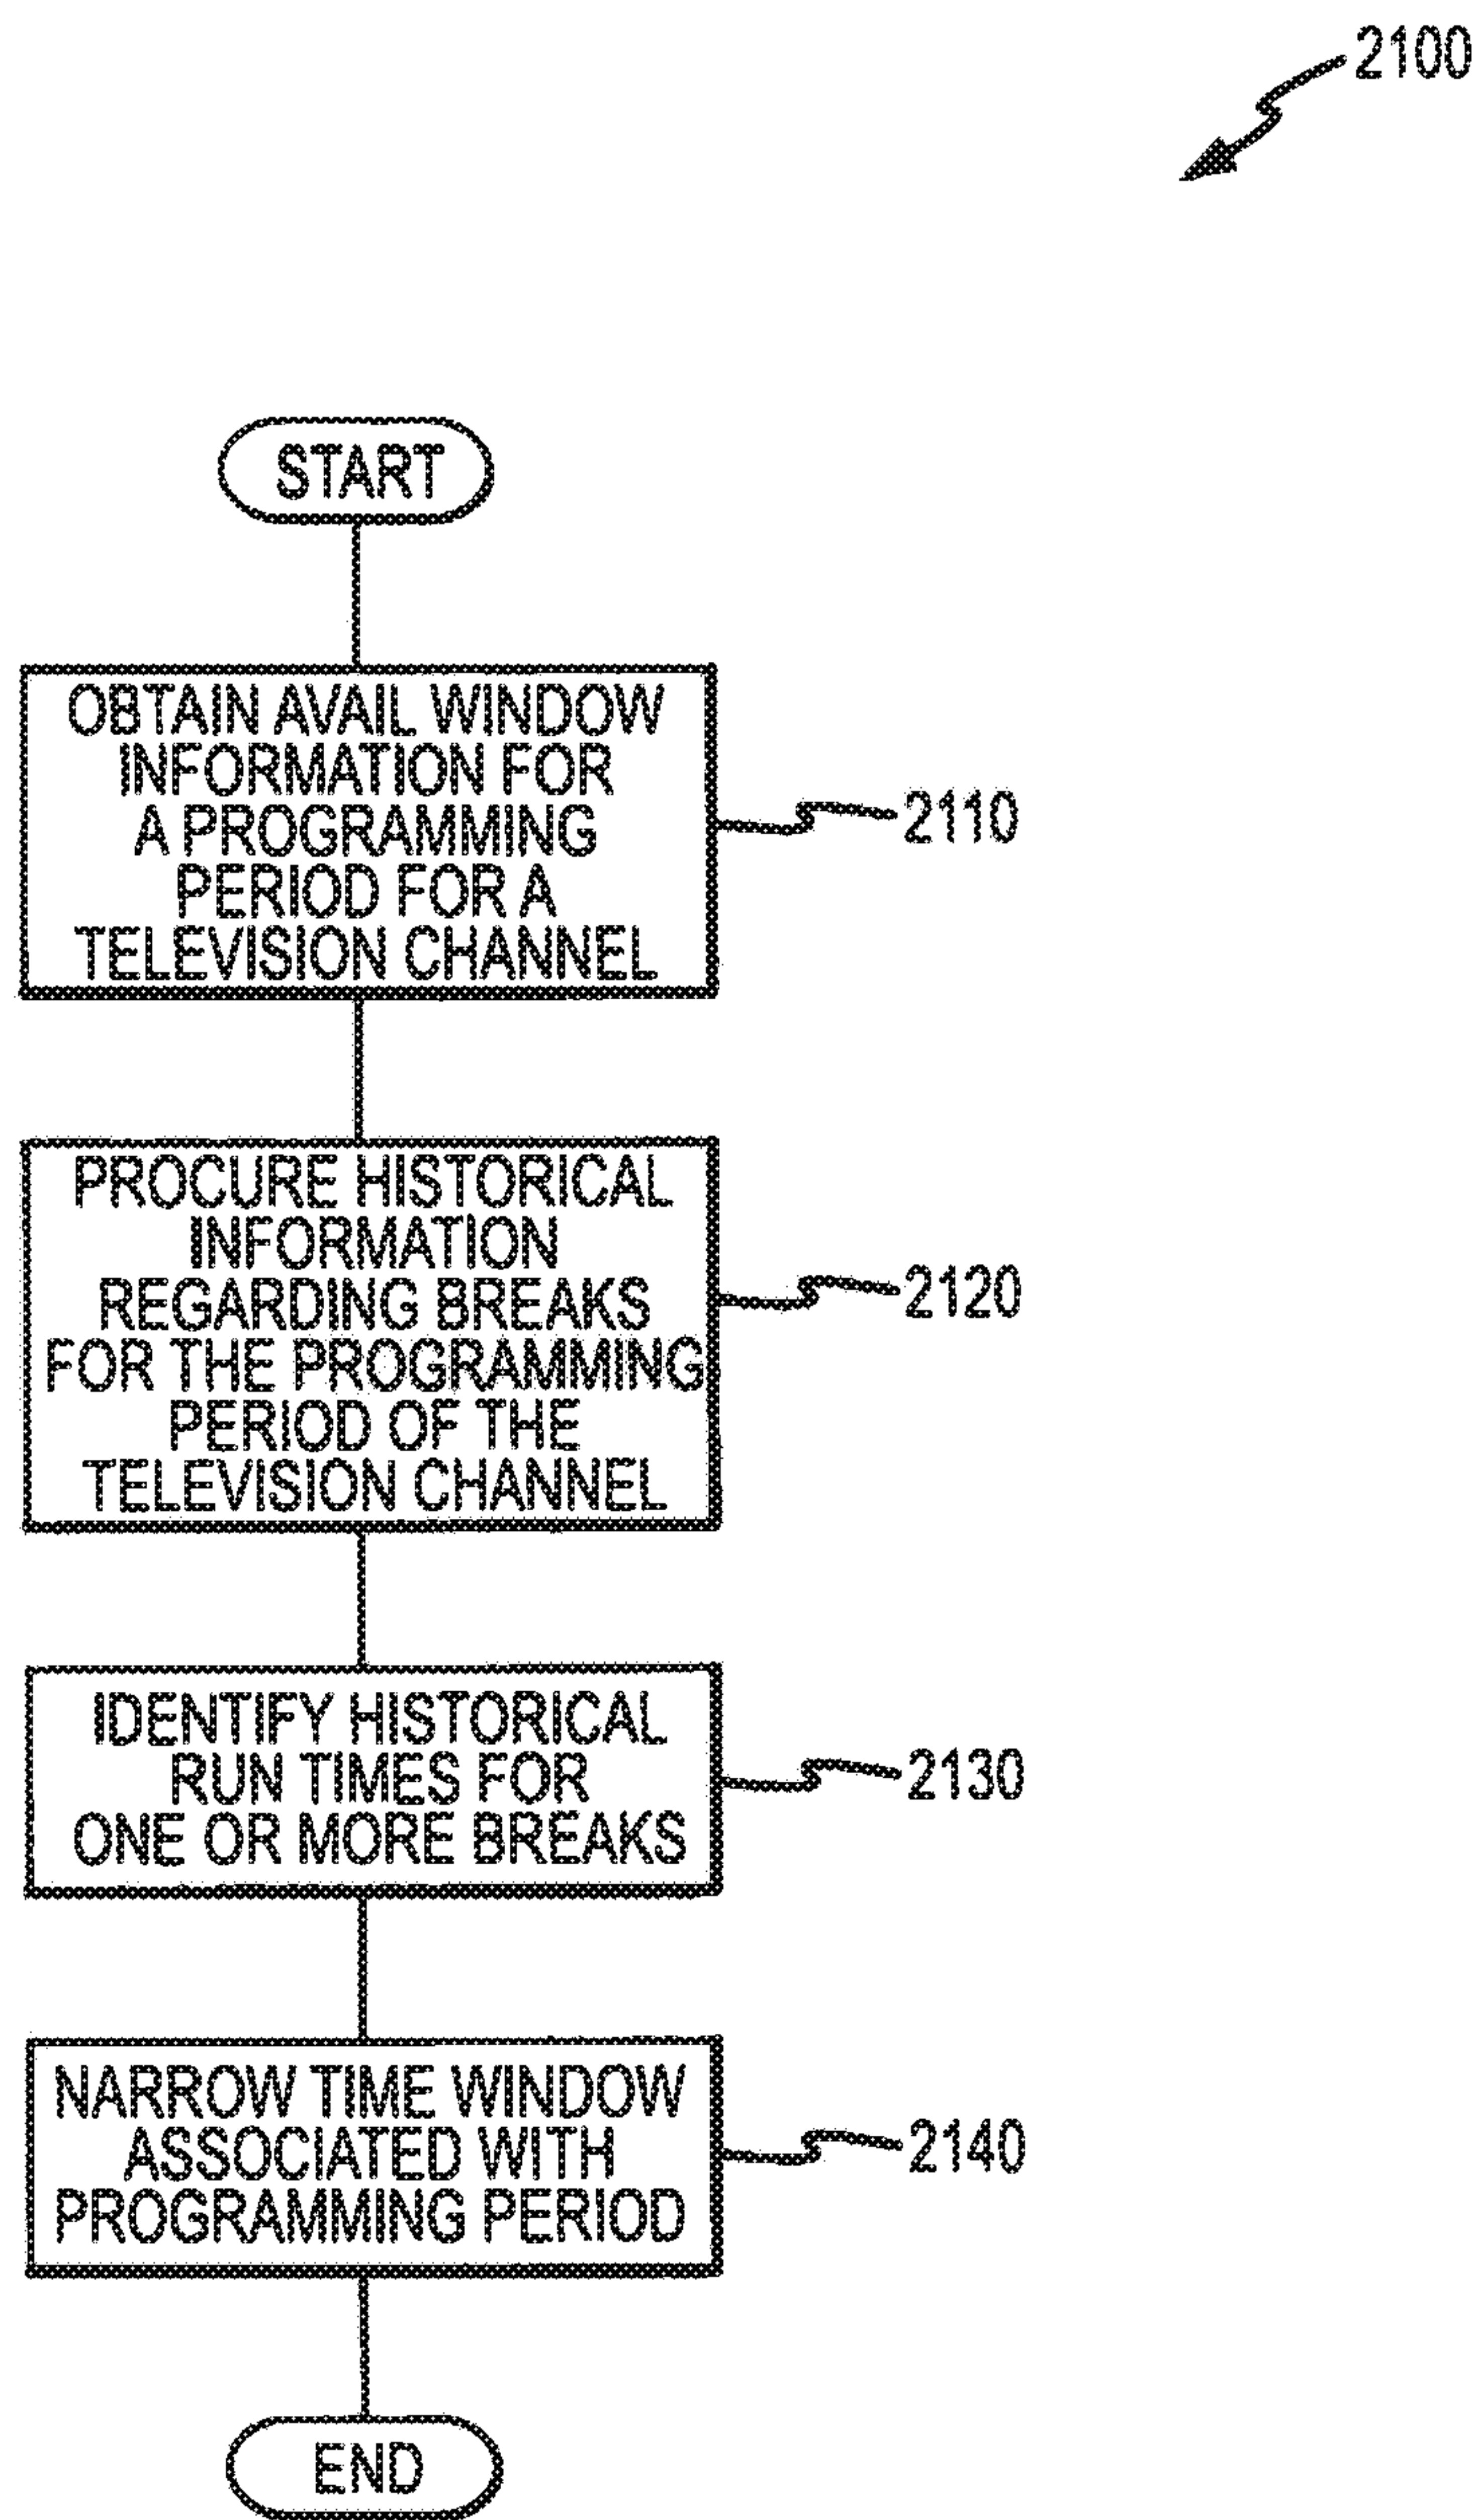 2100
START
OBTAIN AVAIL WINDOW
INFORMATION FOR
A PROGRAMMING
PERIOD FOR A
TELEVISION CHANNEL
2110
PROCURE HISTORICAL
INFORMATION
REGARDING BREAKS
FOR THE PROGRAMMING
PERIOD OF THE
TELEVISION CHANNEL
2120
IDENTIFY HISTORICAL
RUN TIMES FOR
ONE OR MORE BREAKS
2130
NARROW TIME WINDOW
ASSOCIATED WITH
PROGRAMMING PERIOD
2140
END